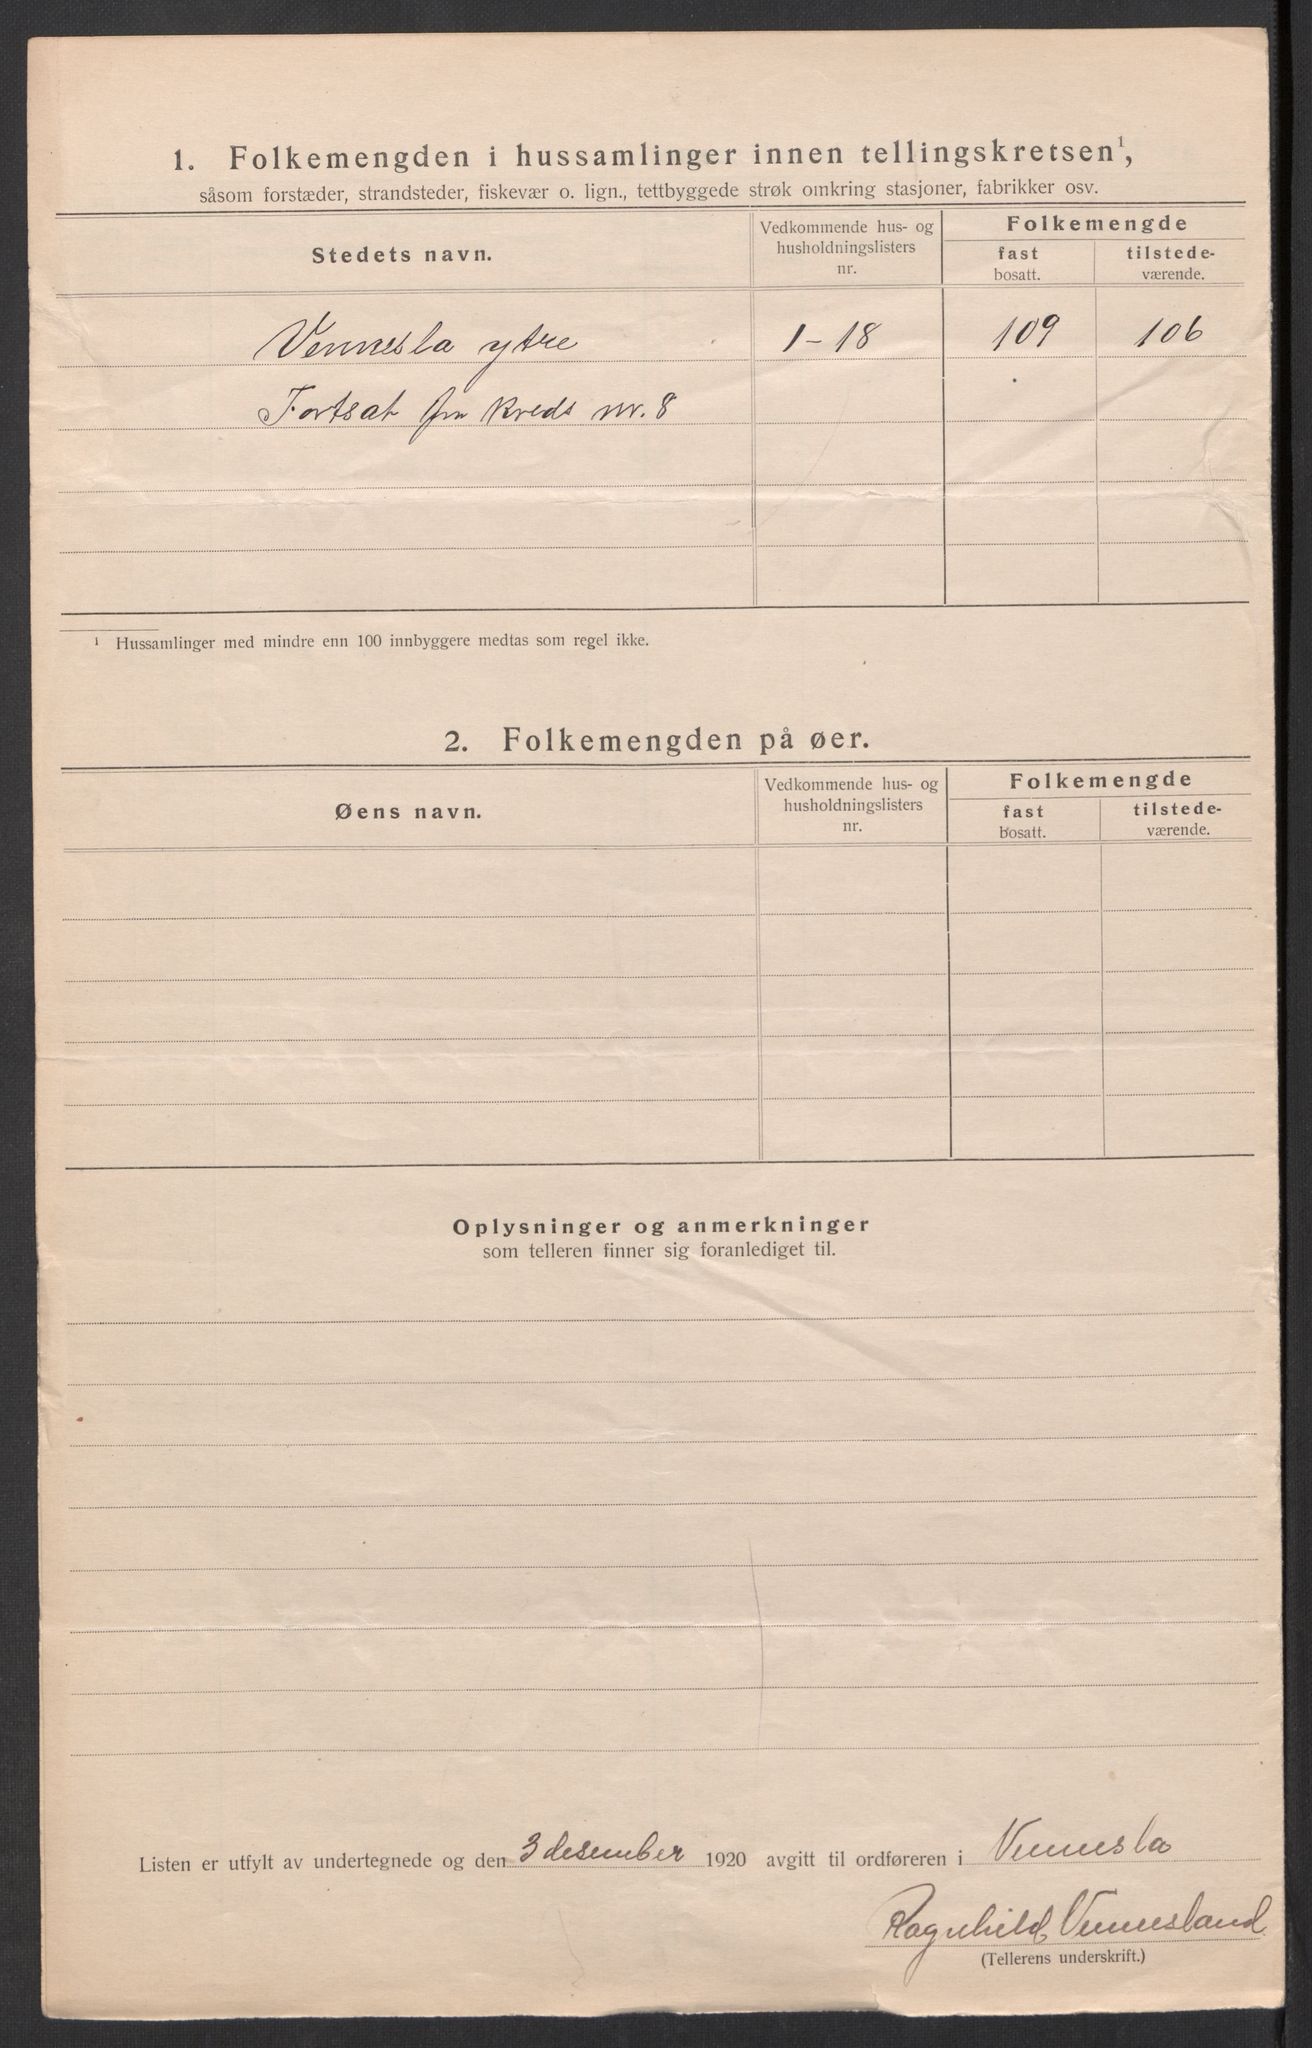 1. Folkemengden i hussamlinger innen tellingskretsen¹,
såsom forstæder, strandsteder, fiskevær o. lign., tettbyggede strøk omkring stasjoner, fabrikker osv.
Stedets navn.
Vedkommende hus- og
husholdningslisters
nr.
Folkemengde
fast
bosatt.
tilstede-
værende.
Vennesla ytre 1-18 109 106
Fortsat fra kreds nr. 8
¹ Hussamlinger med mindre enn 100 innbyggere medtas som regel ikke.
2. Folkemengden på øer.
Øens navn.
Vedkommende hus- og
husholdningslisters
nr.
Folkemengde
fast
bosatt.
tilstede-
værende.
Oplysninger og anmerkninger
som telleren finner sig foranlediget til.
Listen er utfylt av undertegnede og den 3 desember 1920 avgitt til ordføreren i Vennesla
Ragnhild Vennesland
(Tellerens underskrift.)